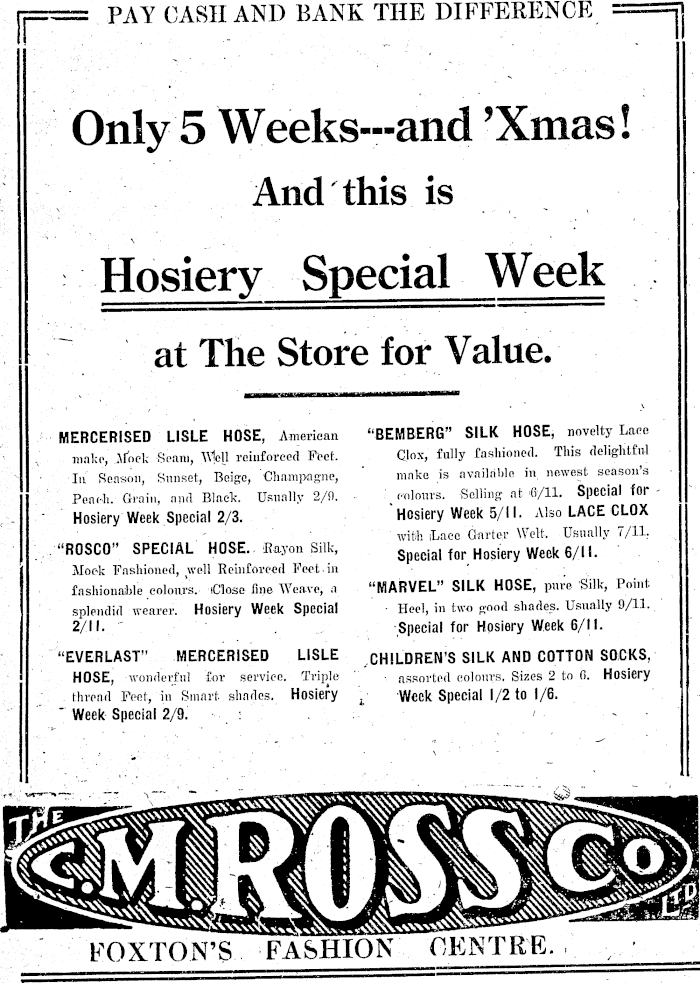 PAY CASH AND BANK THE DIFFERENCE
Only 5 Weeks---and 'Xmas!
And this is
Hosiery Special Week
at The Store for Value.
MERCERISED LISLE HOSE, American
make, Mock Seam, Well reinforced Feet.
In Season, Sunset, Beige, Champagne,
Peach, Grain, and Black. Usually 2/9.
Hosiery Week Special 2/3.
"ROSCO" SPECIAL HOSE. Rayon Silk,
Mock Fashioned, well Reinforced Feet in
fashionable colours. Close fine Weave, a
splendid wearer. Hosiery Week Special
2/11.
"EVERLAST" MERCERISED LISLE
HOSE, wonderful for service. Triple
thread Feet, in Smart shades. Hosiery
Week Special 2/9.
"BEMBERG" SILK HOSE, novelty Lace
Clox, fully fashioned. This delightful
make is available in newest season's
colours. Selling at 6/11. Special for
Hosiery Week 5/11. Also LACE CLOX
with Lace Garter Welt. Usually 7/11.
Special for Hosiery Week 6/11.
"MARVEL" SILK HOSE, pure Silk, Point
Heel, in two good shades. Usually 9/11.
Special for Hosiery Week 6/11.
CHILDREN'S SILK AND COTTON SOCKS,
assorted colours. Sizes 2 to 6. Hosiery
Week Special 1/2 to 1/6.
THE
C.M. ROSS Co
LTD
FOXTON'S FASHION CENTRE.